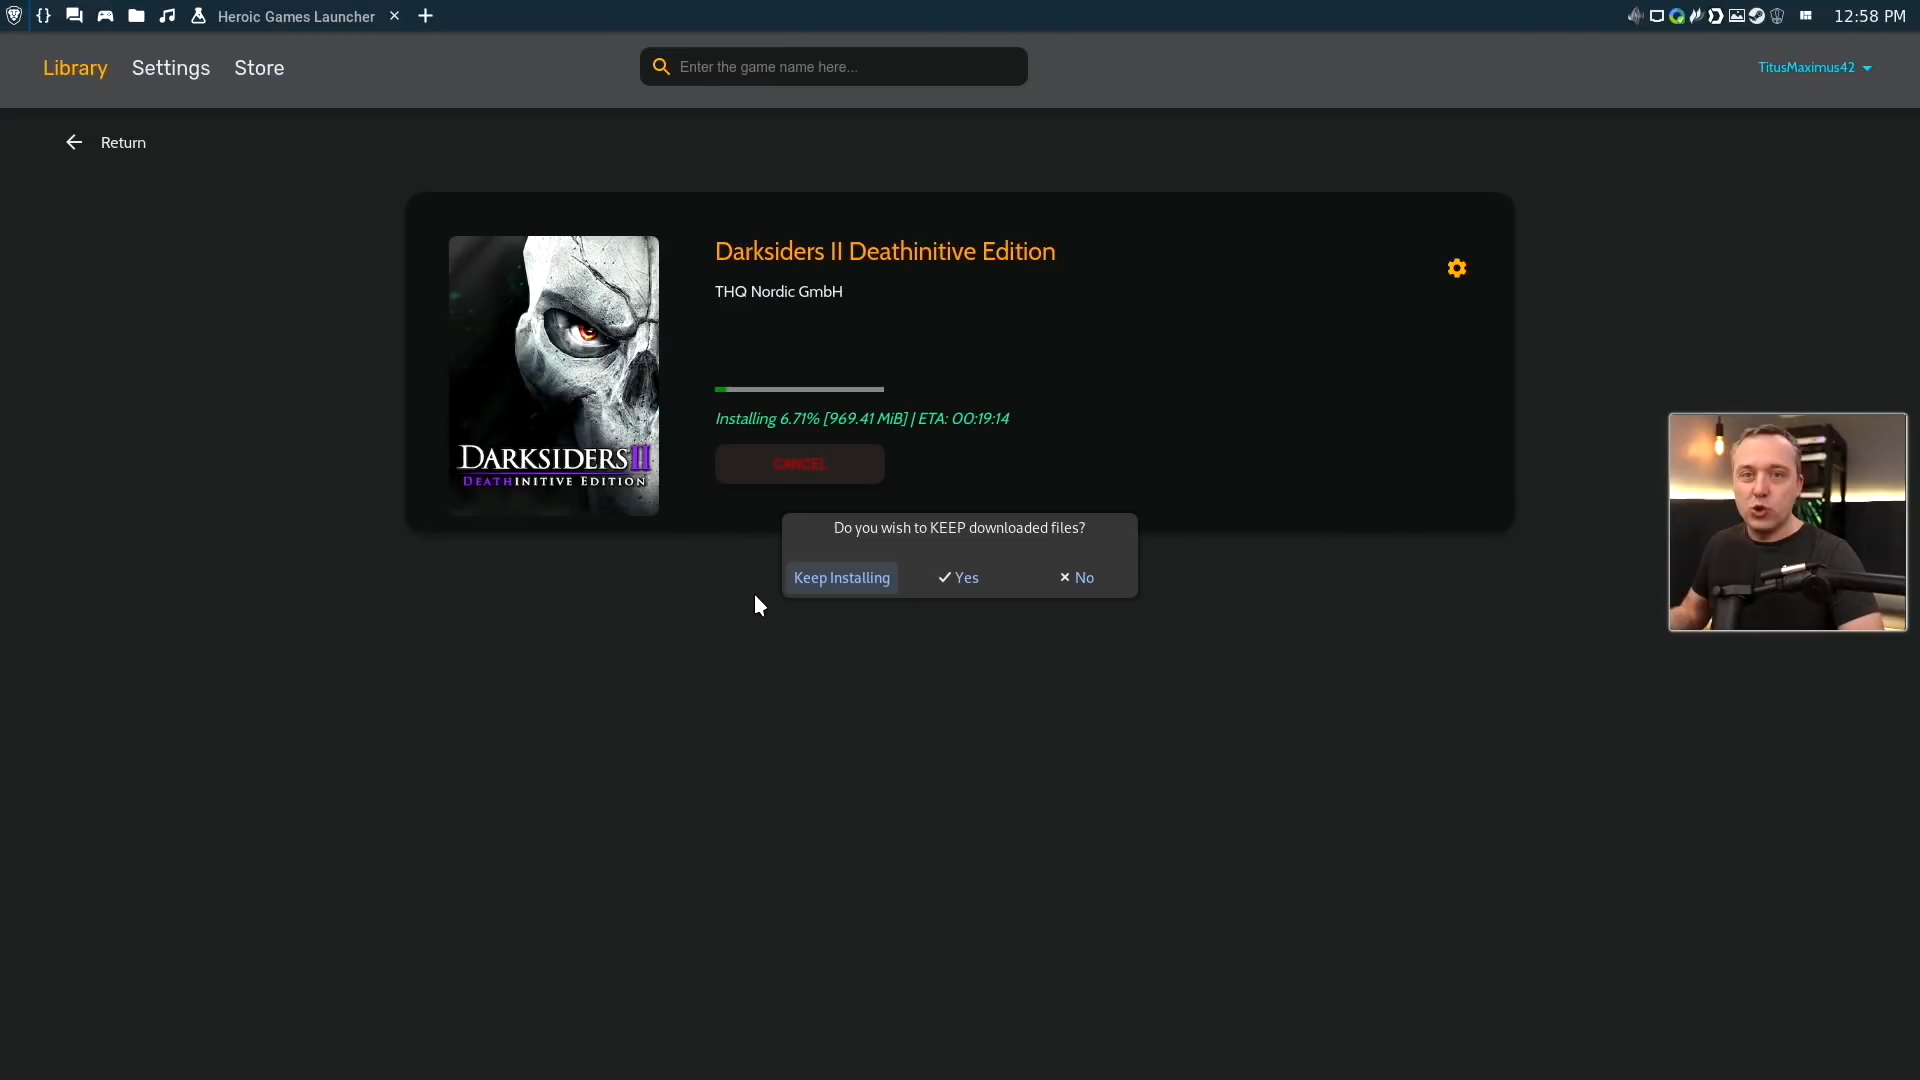 Heroic Games Launcher
12:58 PM
Library Settings Store
Enter the game name here...
TitusMaximus42
Return
Darksiders II Deathinitive Edition
THQ Nordic GmbH
Installing 6.71% [969.41 MiB] | ETA: 00:19:14
CANCEL
DARKSIDERS II
DEATHINITIVE EDITION
Do you wish to KEEP downloaded files?
Keep Installing Yes No